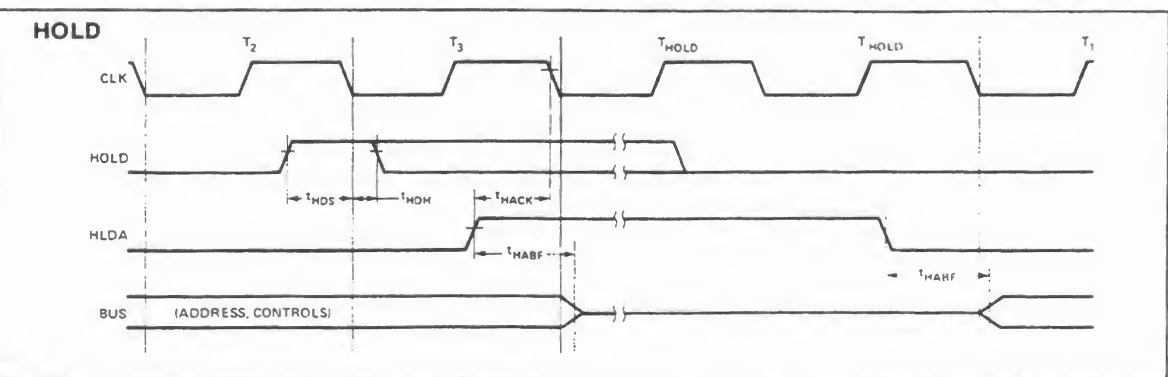 HOLD
T2 T3 THOLD THOLD T1
CLK
HOLD
tHDS tHDH tHACK
HLDA
tHABF tHABF
BUS (ADDRESS, CONTROLS)